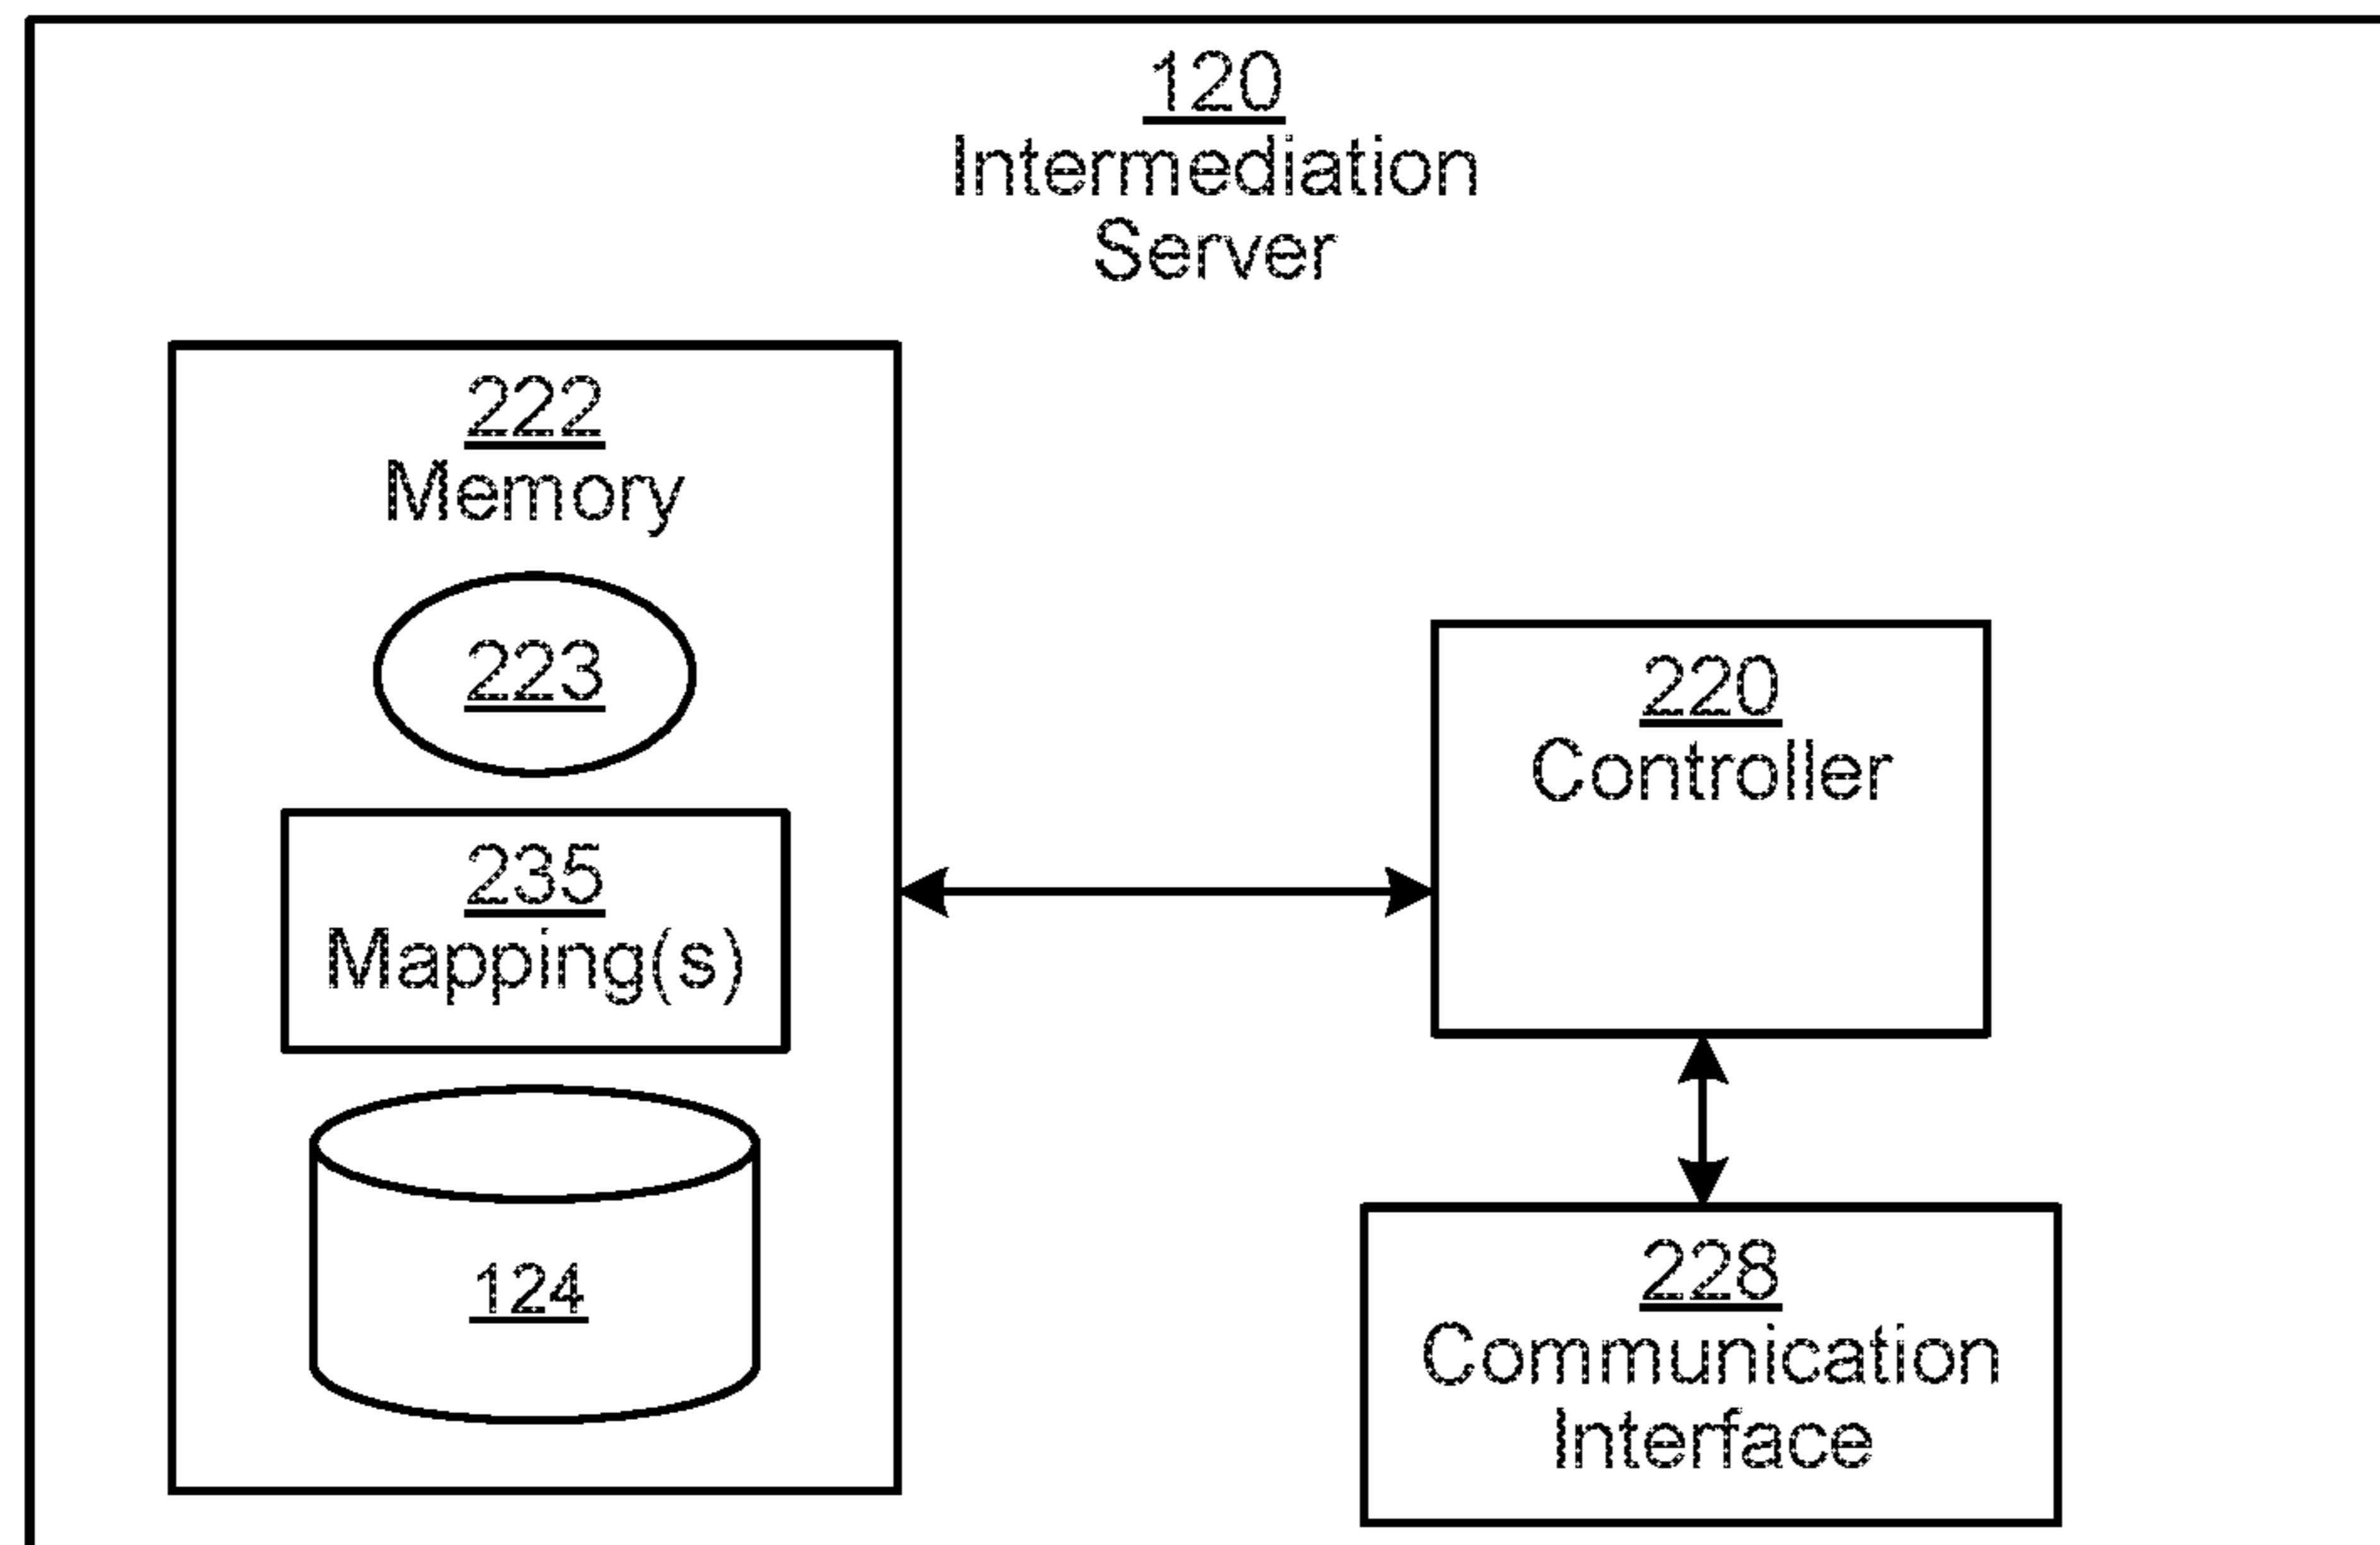 120
Intermediation
Server
222
Memory
223
235
Mapping(s)
124
220
Controller
228
Communication
Interface